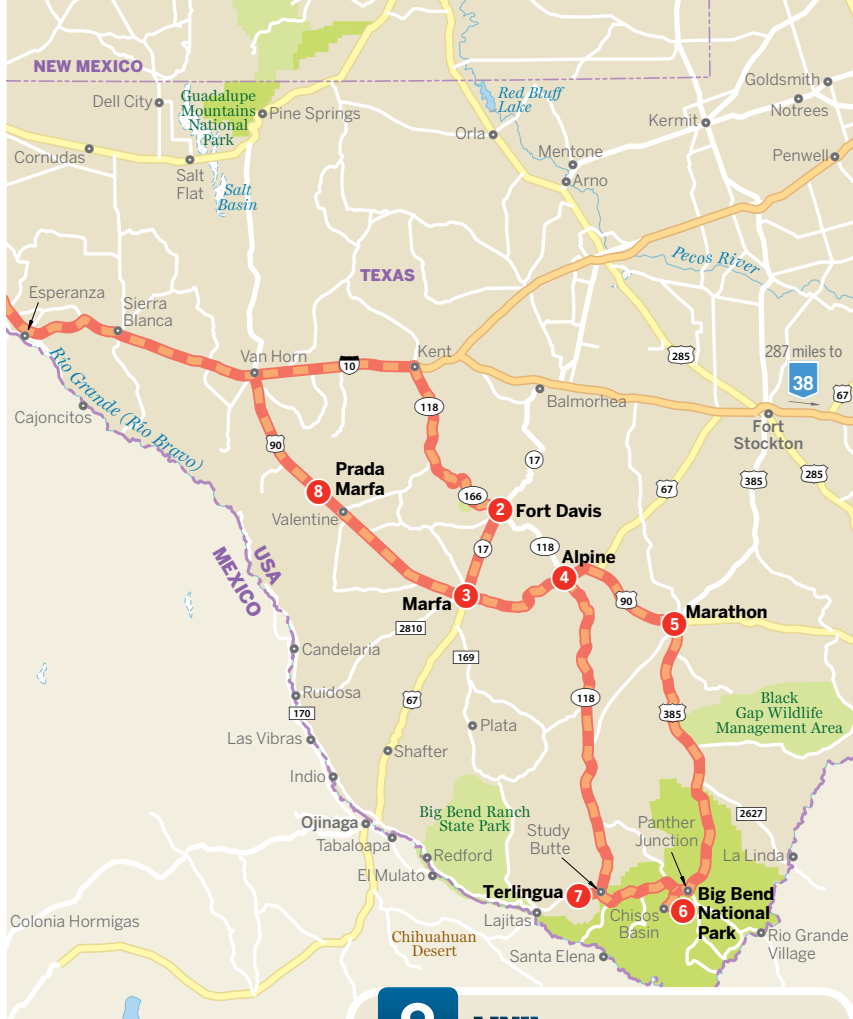 NEW MEXICO
Dell City
Guadalupe
Mountains
National
Park
Pine Springs
Red Bluff
Lake
Goldsmith
Notrees
Kermit
Orla
Mentone
Arno
Penwell
Cornudas
Salt
Flat
Salt
Basin
TEXAS
Pecos River
Esperanza
Sierra
Blanca
Van Horn
10
Kent
285
287 miles to
38
67
Rio Grande (Río Bravo)
Cajoncitos
118
Balmorhea
Fort
Stockton
90
17
385
285
67
8
Prada
Marfa
Valentine
166
2
Fort Davis
17
118
USA
MEXICO
Alpine
4
Marfa
3
90
5
Marathon
2810
169
Candelaria
Ruidosa
170
67
118
385
Black
Gap Wildlife
Management Area
Las Vibras
Plata
Shafter
Indio
Ojinaga
Tabaloapa
Big Bend Ranch
State Park
Study
Butte
Panther
Junction
2627
La Linda
Redford
El Mulato
Terlingua
7
Big Bend
National
Park
6
Lajitas
Chisos
Basin
Colonia Hormigas
Chihuahuan
Desert
Santa Elena
Rio Grande
Village